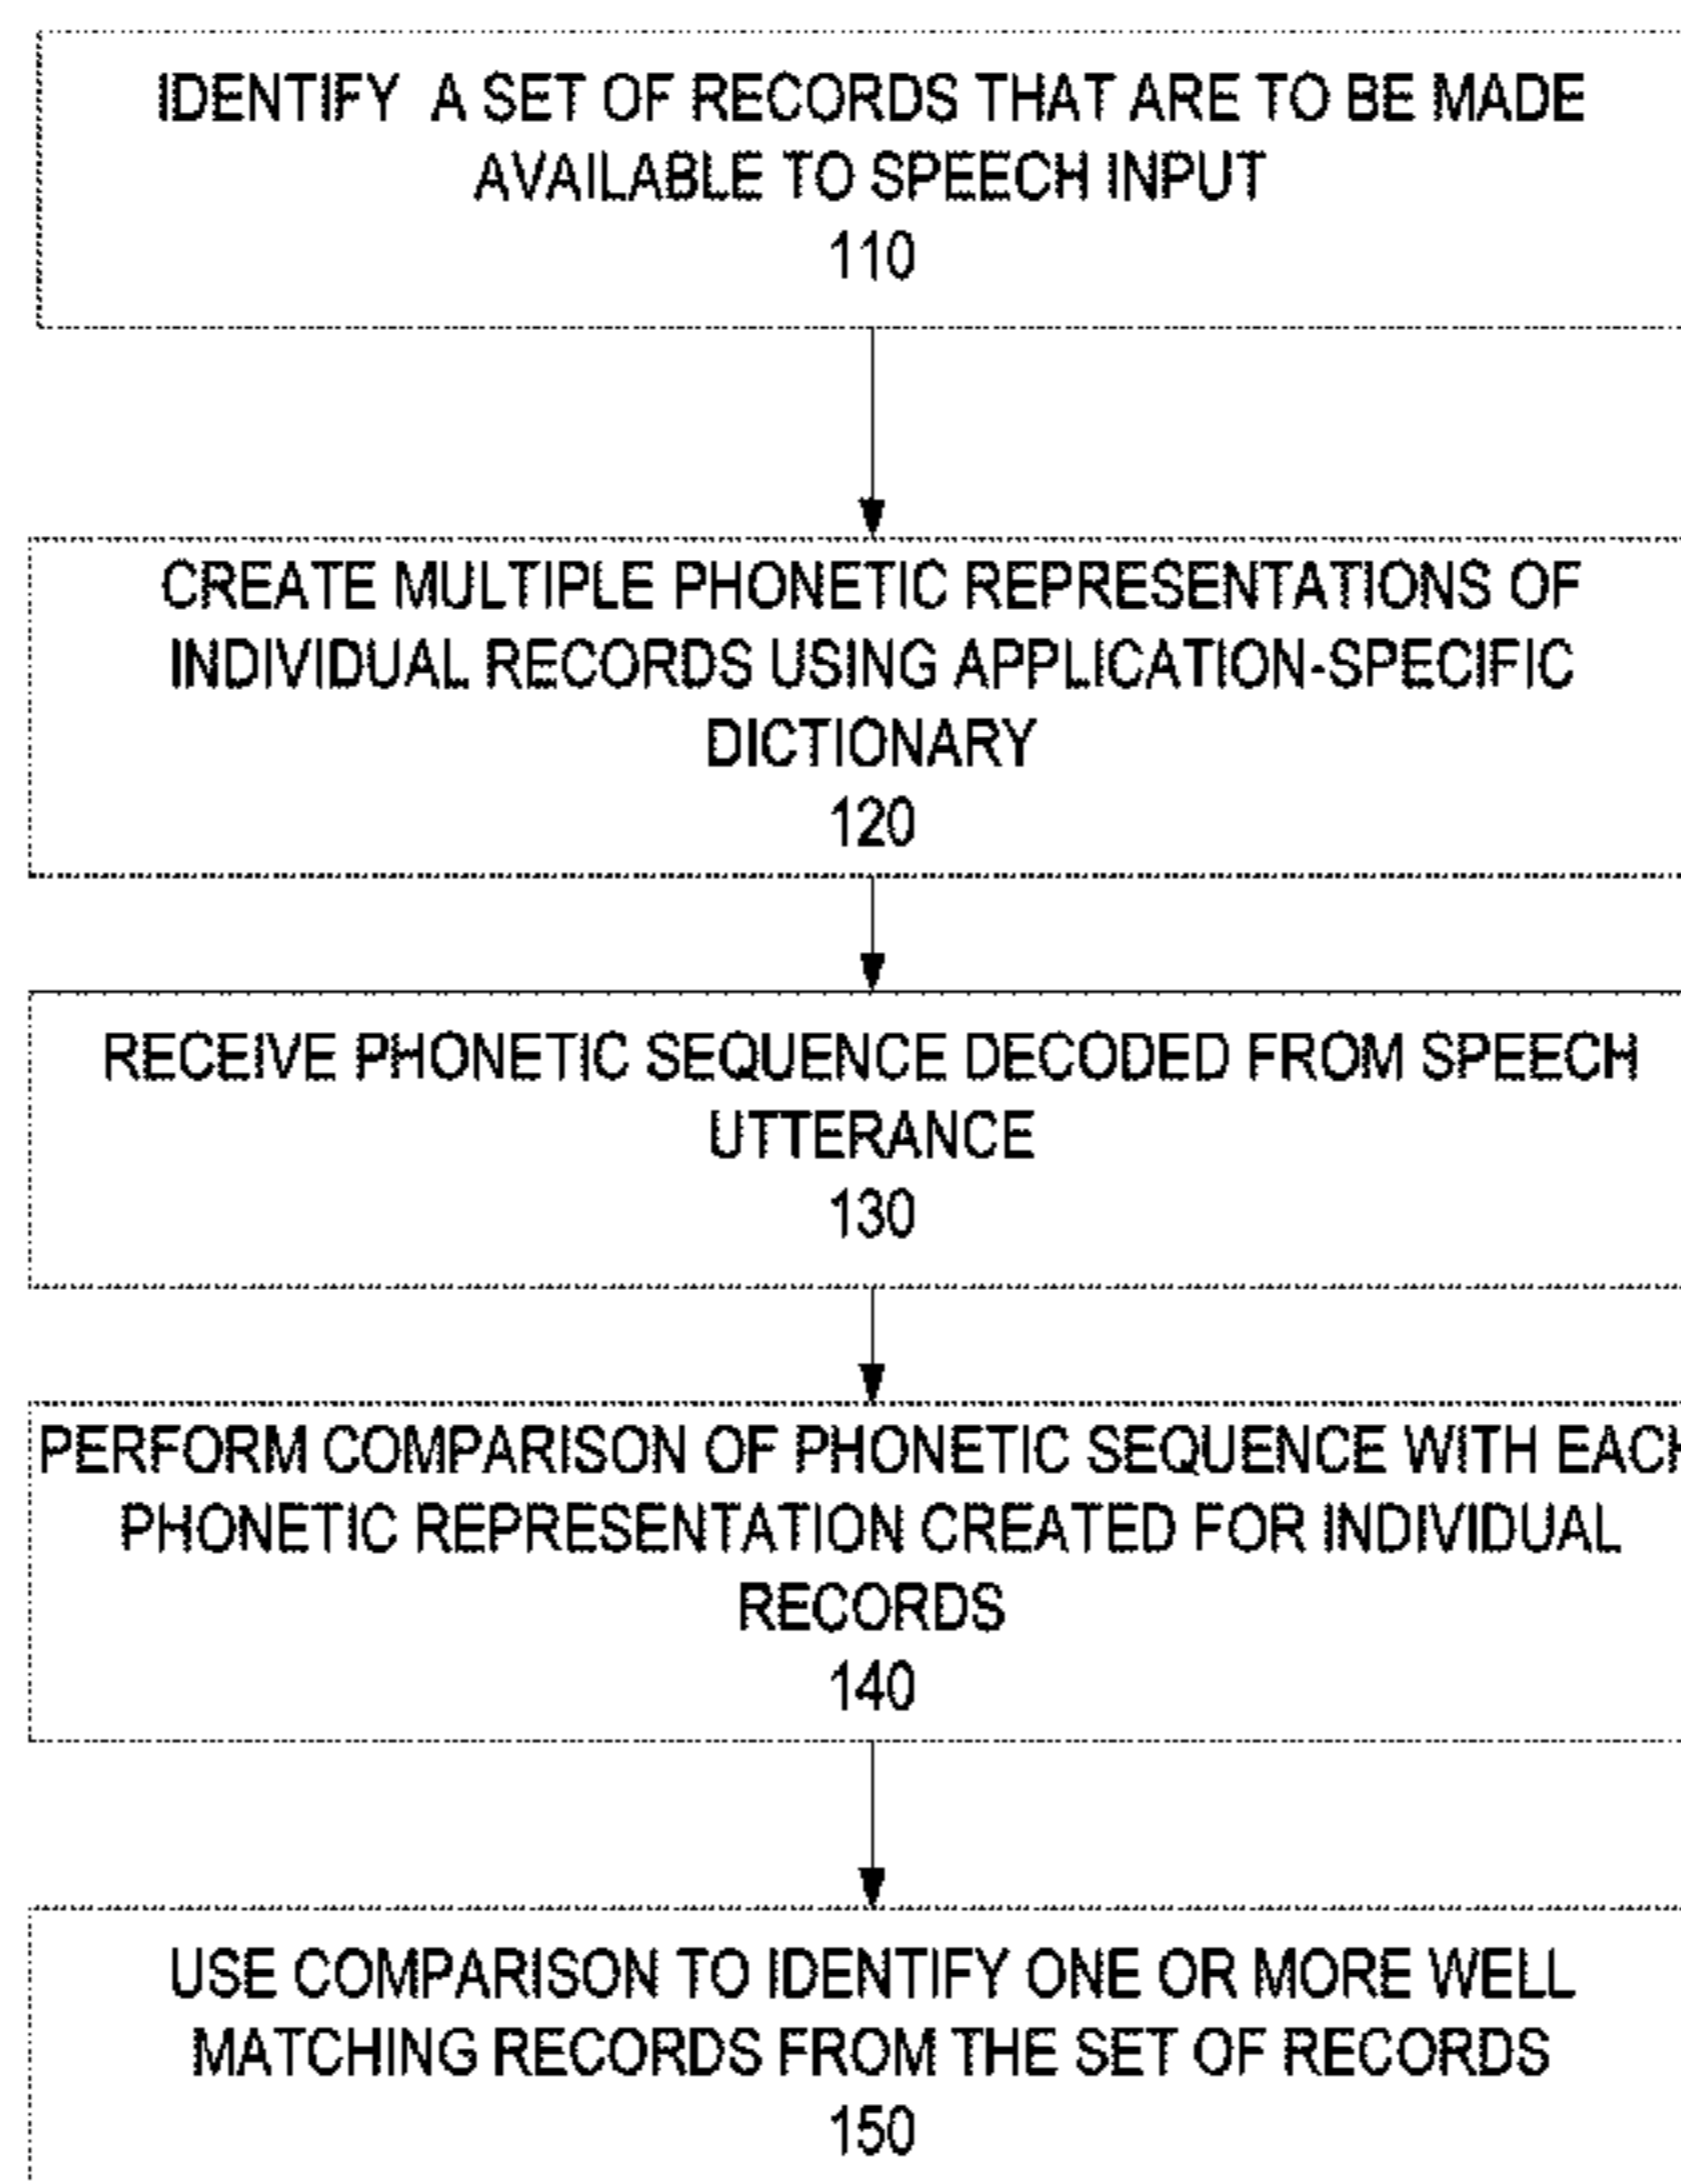 IDENTIFY A SET OF RECORDS THAT ARE TO BE MADE
AVAILABLE TO SPEECH INPUT
110
CREATE MULTIPLE PHONETIC REPRESENTATIONS OF
INDIVIDUAL RECORDS USING APPLICATION-SPECIFIC
DICTIONARY
120
RECEIVE PHONETIC SEQUENCE DECODED FROM SPEECH
UTTERANCE
130
PERFORM COMPARISON OF PHONETIC SEQUENCE WITH EACH
PHONETIC REPRESENTATION CREATED FOR INDIVIDUAL
RECORDS
140
USE COMPARISON TO IDENTIFY ONE OR MORE WELL
MATCHING RECORDS FROM THE SET OF RECORDS
150